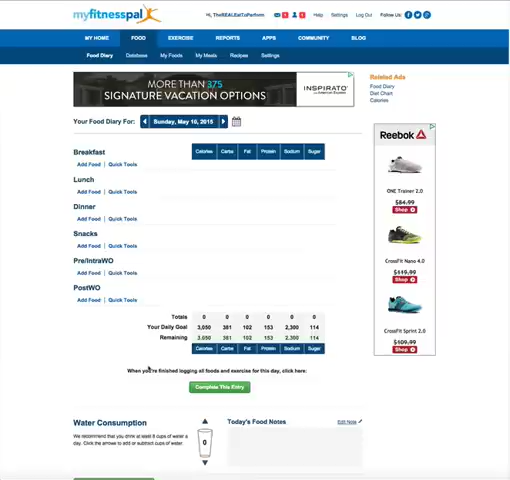 myfitnesspal
Hi, TheREALEatToPerform
Help Settings Log Out Follow Us:
MY HOME FOOD EXERCISE REPORTS APPS COMMUNITY BLOG
Food Diary Database My Foods My Meals Recipes Settings
MORE THAN 375
SIGNATURE VACATION OPTIONS
INSPIRATO
Related Ads
Food Diary
Diet Chart
Calories
Your Food Diary For: Sunday, May 10, 2015
Breakfast Calories Carbs Fat Protein Sodium Sugar
Add Food | Quick Tools
Lunch
Add Food | Quick Tools
Dinner
Add Food | Quick Tools
Snacks
Add Food | Quick Tools
Pre/IntraWO
Add Food | Quick Tools
PostWO
Add Food | Quick Tools
Totals 0 0 0 0 0 0
Your Daily Goal 3,050 381 102 153 2,300 114
Remaining 3,050 381 102 153 2,300 114
Calories Carbs Fat Protein Sodium Sugar
When you're finished logging all foods and exercise for this day, click here:
Complete This Entry
Water Consumption
We recommend that you drink at least 8 cups of water a
day. Click the arrows to add or subtract cups of water.
0
Today's Food Notes Edit Note
Reebok
ONE Trainer 2.0
$84.99
Shop
CrossFit Nano 4.0
$119.99
Shop
CrossFit Sprint 2.0
$109.99
Shop